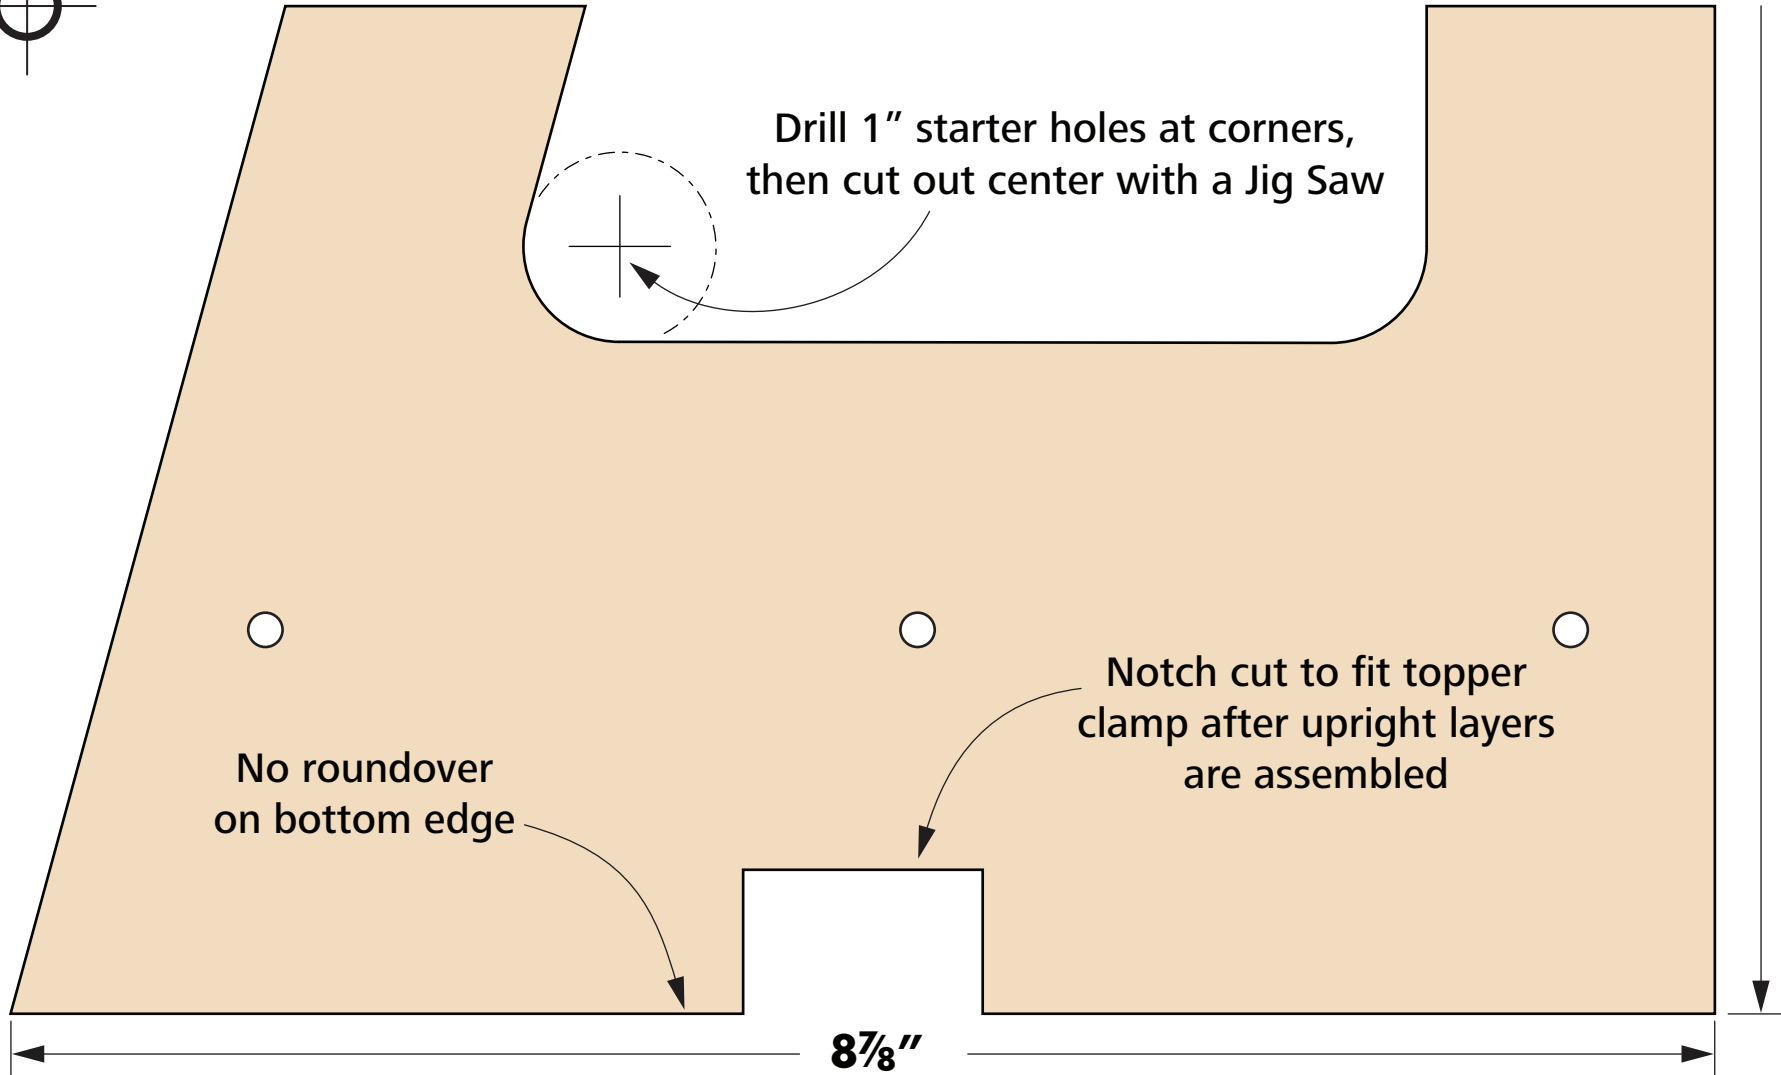 Drill 1″ starter holes at corners,
then cut out center with a Jig Saw
Notch cut to fit topper
clamp after upright layers
are assembled
No roundover
on bottom edge
8⅞″